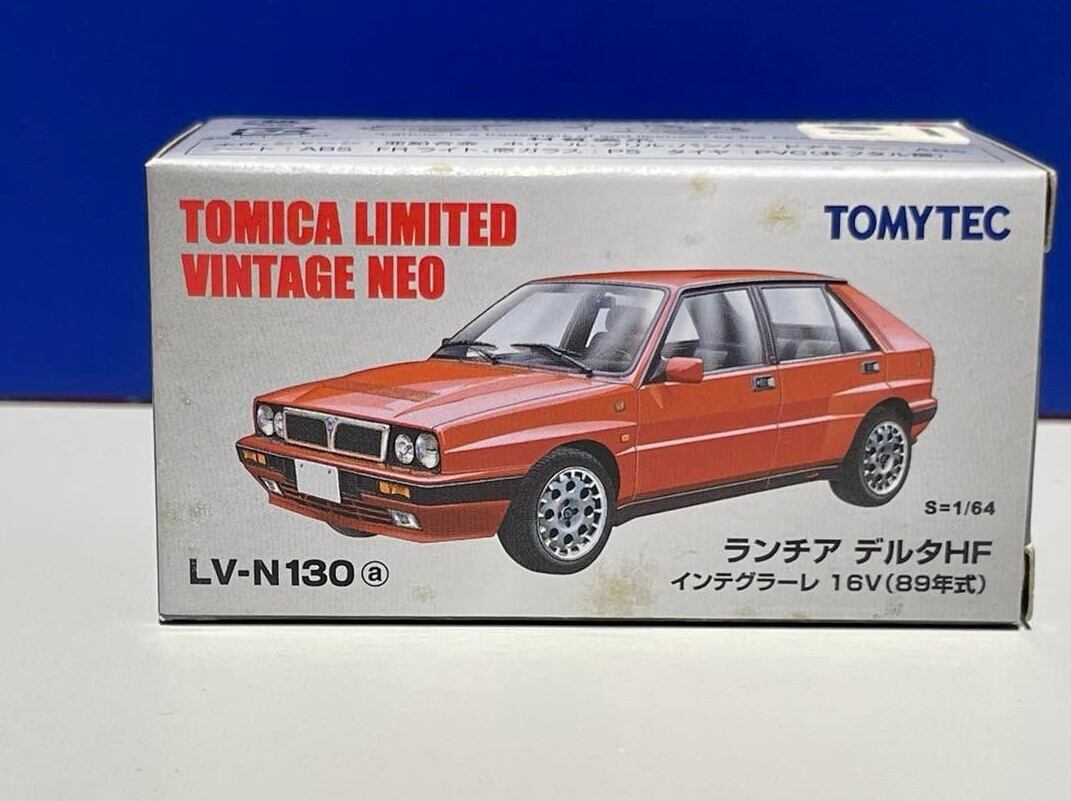 TOMICA LIMITED
VINTAGE NEO
TOMYTEC
S=1/64
LV-N130 ⓐ
ランチア デルタHF
インテグラーレ 16V(89年式)